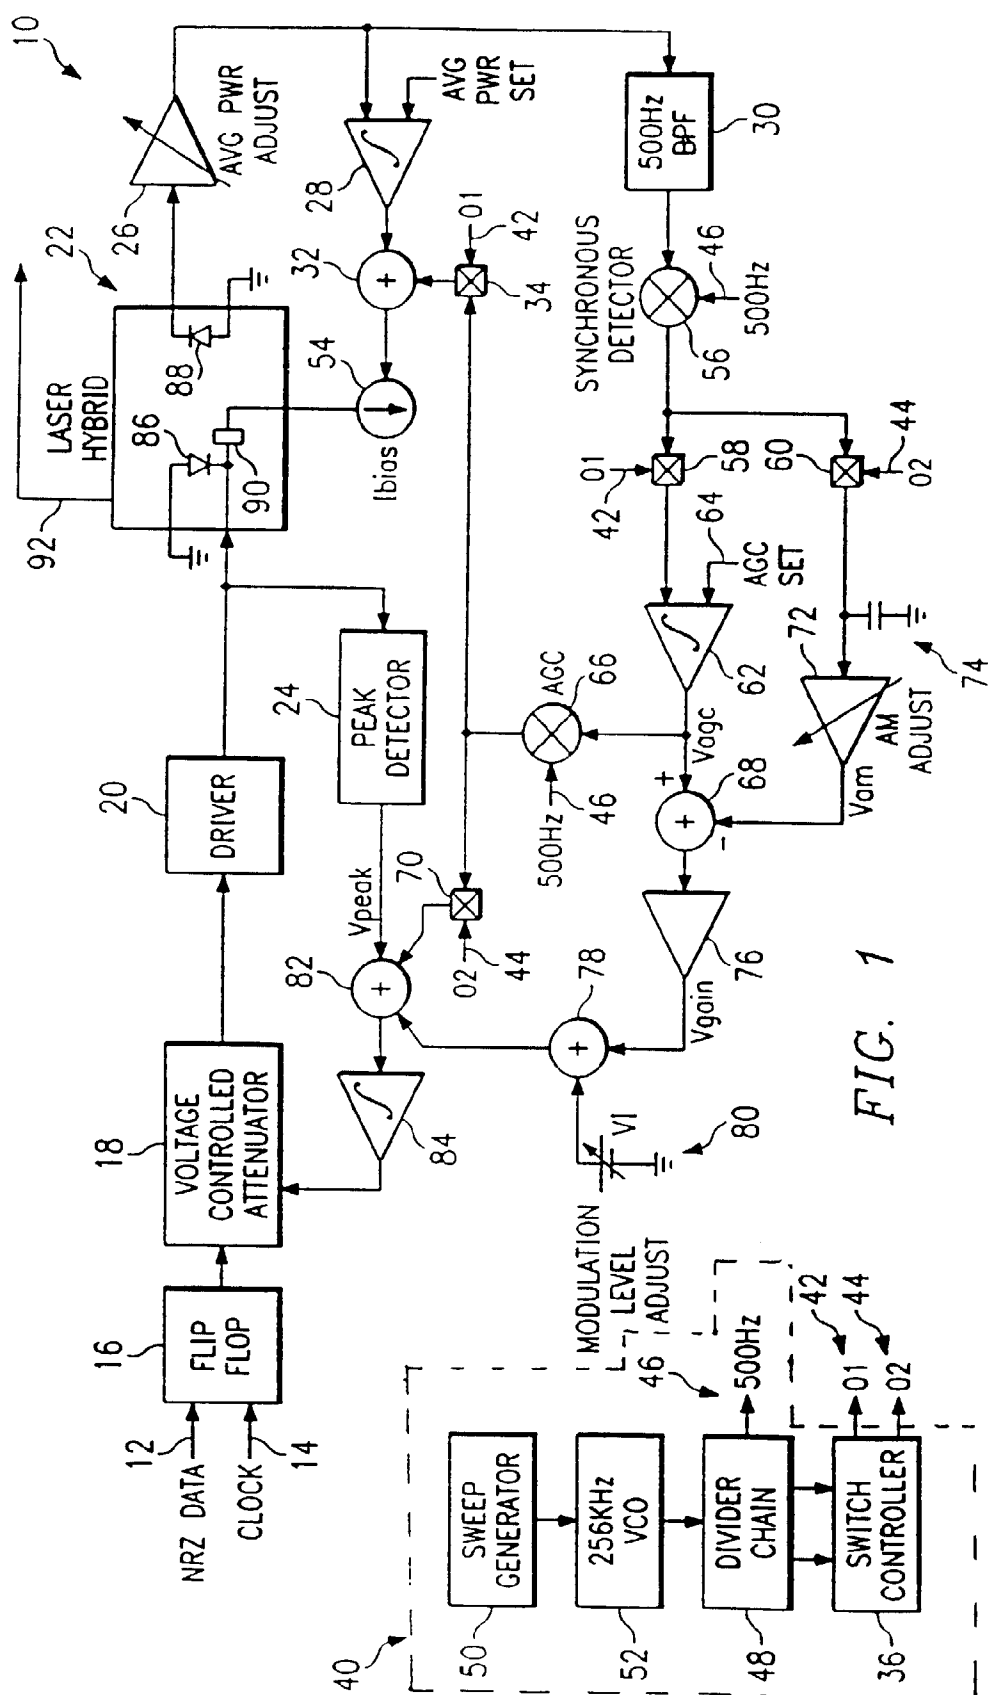 10
22
LASER
HYBRID
92
86
88
90
26
AVG PWR
ADJUST
28
AVG
PWR
SET
32
54
Ibias
01
42
34
500Hz
BPF
30
SYNCHRONOUS
DETECTOR
56
46
500Hz
01
42
58
60
44
02
64
AGC
SET
62
Vagc
AGC
66
500Hz
46
72
74
AM
ADJUST
Vam
+
68
+
-
76
Vgain
78
+
80
VI
MODULATION
LEVEL
ADJUST
20
DRIVER
24
PEAK
DETECTOR
Vpeak
70
02
44
82
+
84
18
VOLTAGE
CONTROLLED
ATTENUATOR
16
FLIP
FLOP
12
NRZ DATA
14
CLOCK
40
SWEEP
GENERATOR
50
256KHz
VCO
52
DIVIDER
CHAIN
48
46
500Hz
SWITCH
CONTROLLER
36
01
42
02
44
+
FIG. 1